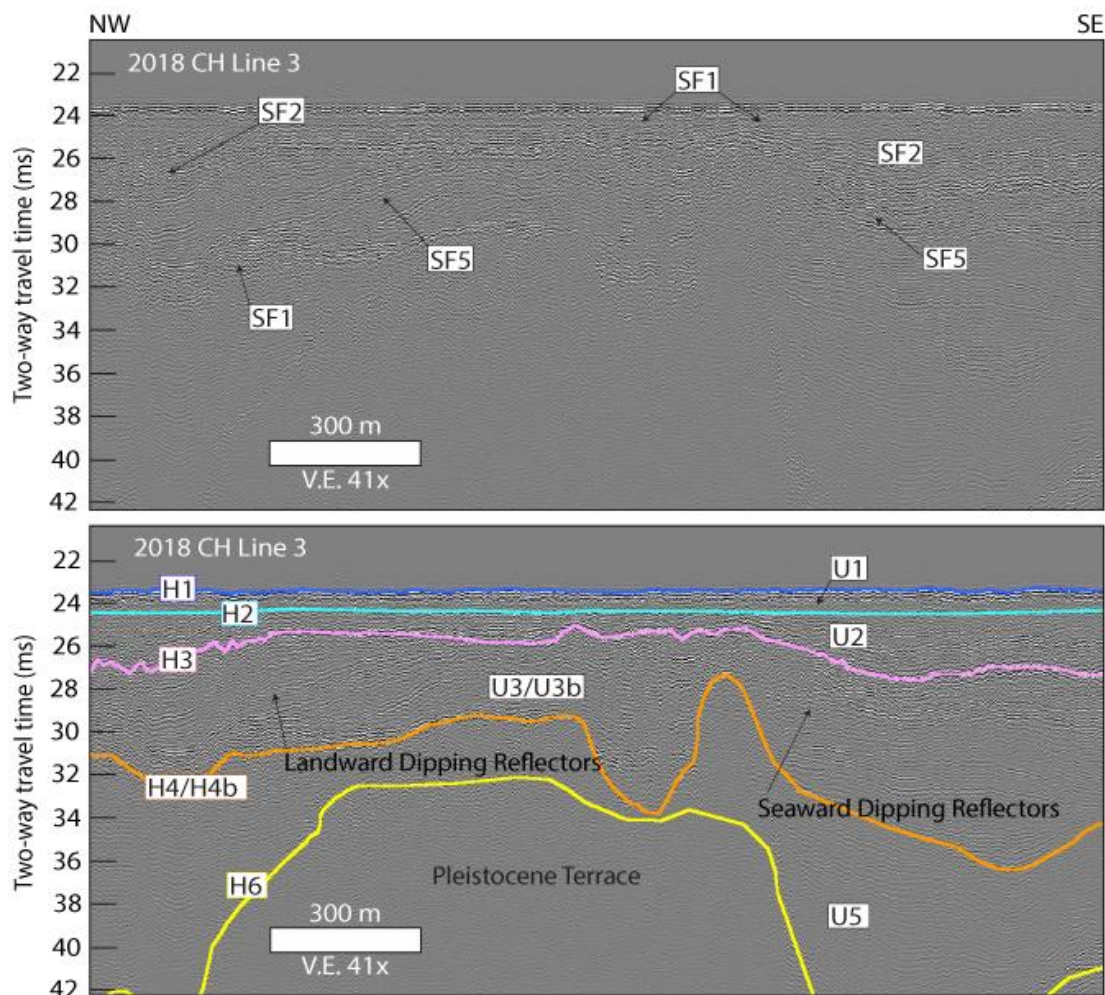 NW
SE
2018 CH Line 3
22
SF1
24
SF2
26
SF2
28
30
SF5
SF5
32
SF1
34
36
38
300 m
40
V.E. 41x
42
Two-way travel time (ms)
2018 CH Line 3
22
U1
H1
24
H2
26
U2
H3
28
U3/U3b
30
Landward Dipping Reflectors
32
H4/H4b
Seaward Dipping Reflectors
34
36
Pleistocene Terrace
H6
38
300 m
U5
40
V.E. 41x
42
Two-way travel time (ms)